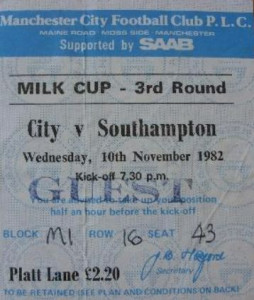 Manchester City Football Club P.L.C.
MAINE ROAD MOSS SIDE MANCHESTER
Supported by SAAB
MILK CUP - 3rd Round
City v Southampton
Wednesday, 10th November 1982
Kick-off 7.30 p.m.
GUEST
You are advised to take up your position
half an hour before the kick-off
BLOCK M1 ROW 16 SEAT 43
Platt Lane £2.20
Secretary
TO BE RETAINED (SEE PLAN AND CONDITIONS ON BACK)